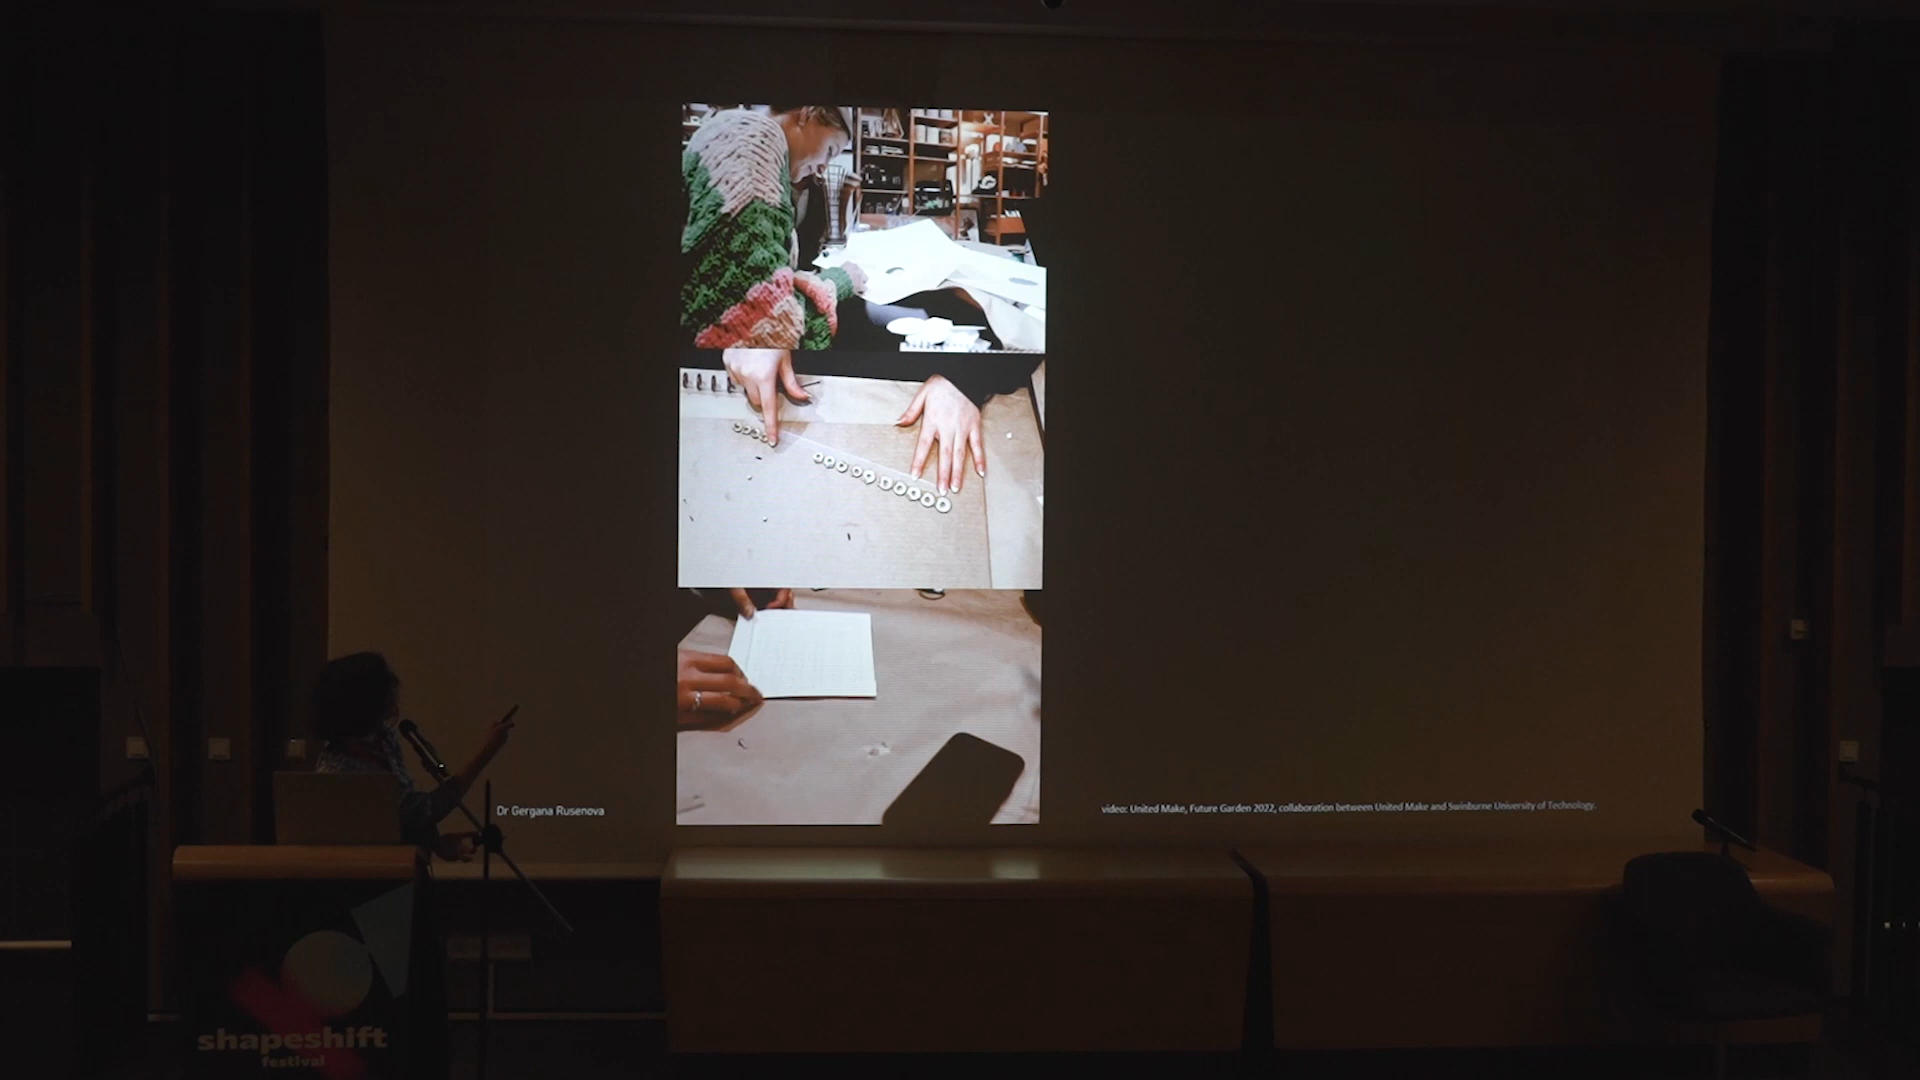 Dr Gergana Rusenova
video: United Make, Future Garden 2022, collaboration between United Make and Swinburne University of Technology.
shapeshift
festival